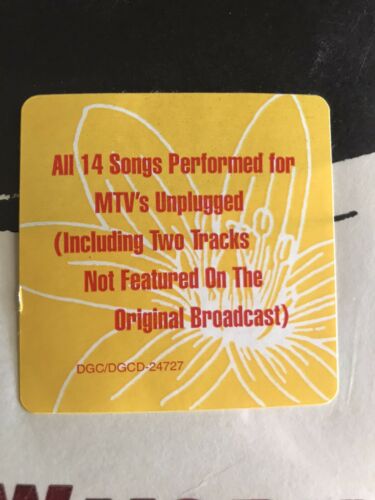 All 14 Songs Performed for
MTV's Unplugged
(Including Two Tracks
Not Featured On The
Original Broadcast)
DGC/DGCD-24727